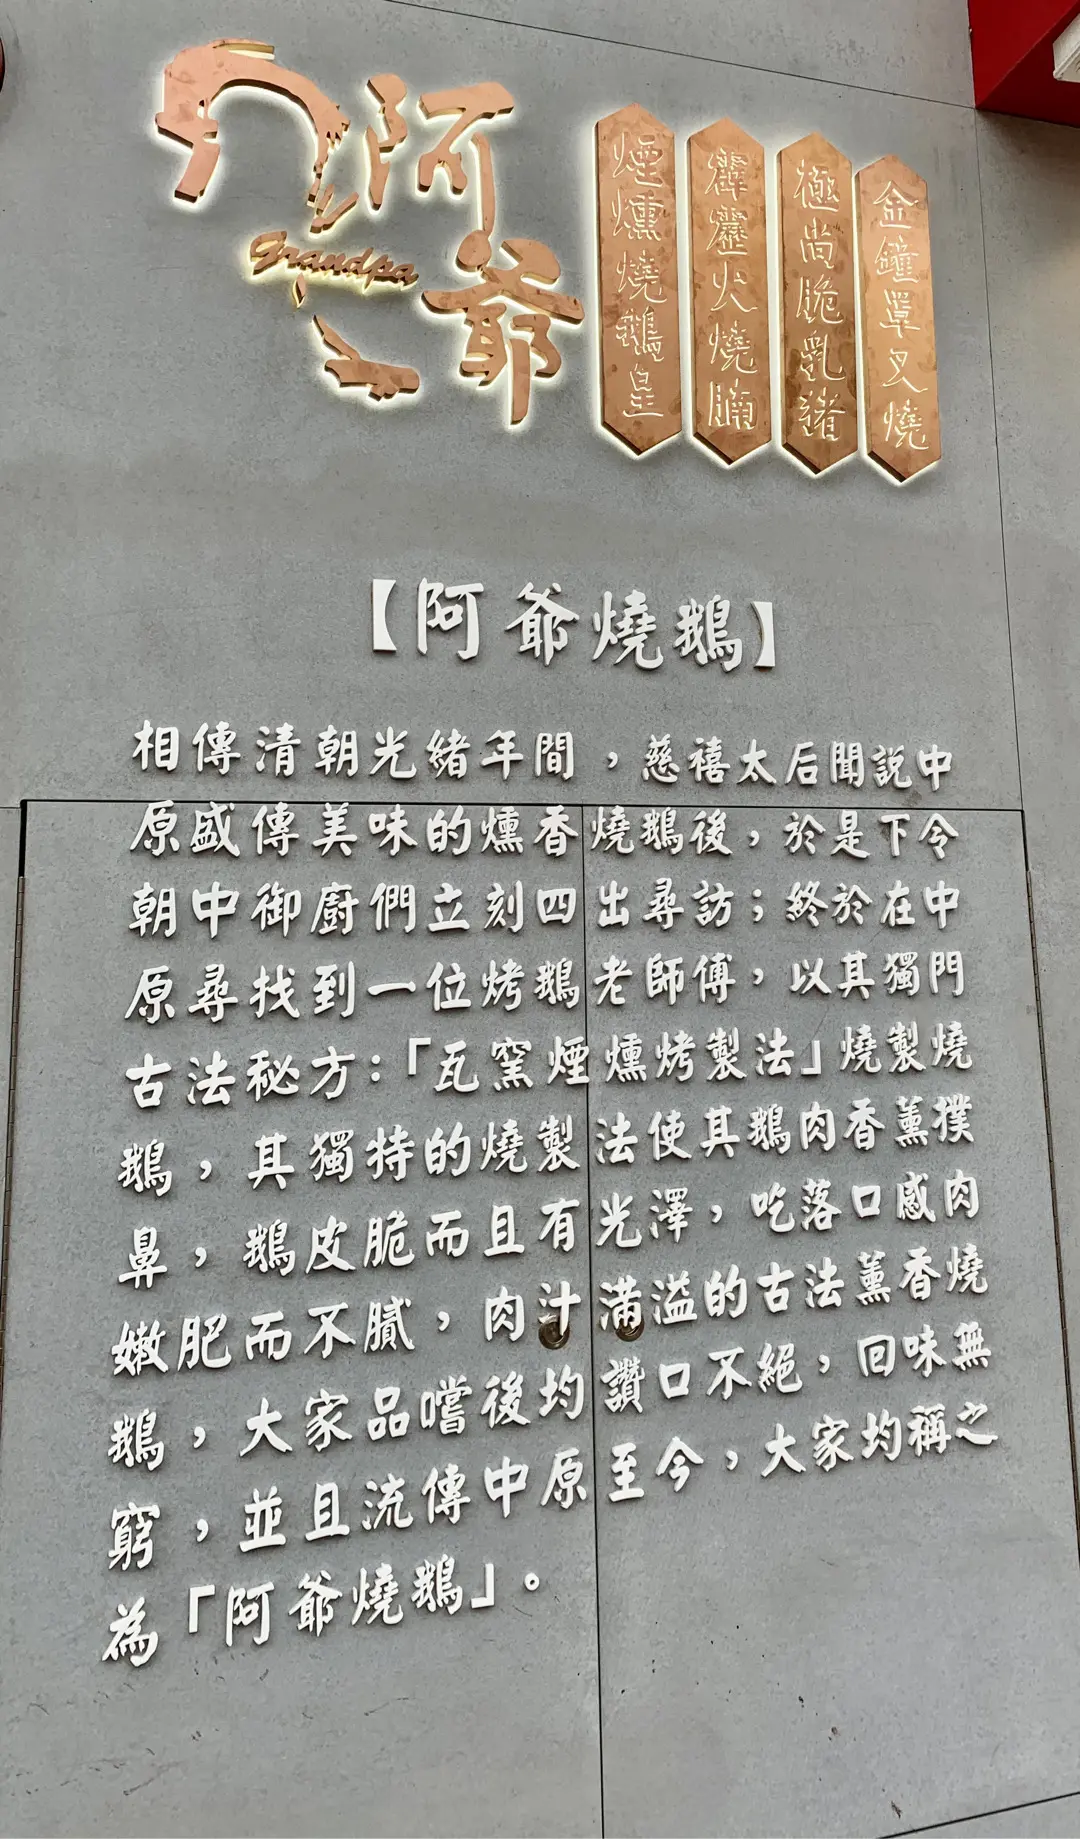 阿爺
Grandpa
煙燻燒鵝皇
霹靂火燒腩
極尚脆乳豬
金鐘罩叉燒
【阿爺燒鵝】
相傳清朝光緒年間，慈禧太后聞説中
原盛傳美味的燻香燒鵝後，於是下令
朝中御廚們立刻四出尋訪；終於在中
原尋找到一位烤鵝老師傅，以其獨門
古法秘方：「瓦窯煙燻烤製法」燒製燒
鵝，其獨特的燒製法使其鵝肉香薰撲
鼻，鵝皮脆而且有光澤，吃落口感肉
嫩肥而不膩，肉汁滿溢的古法薰香燒
鵝，大家品嚐後均讚口不絕，回味無
窮，並且流傳中原至今，大家均稱之
為「阿爺燒鵝」。